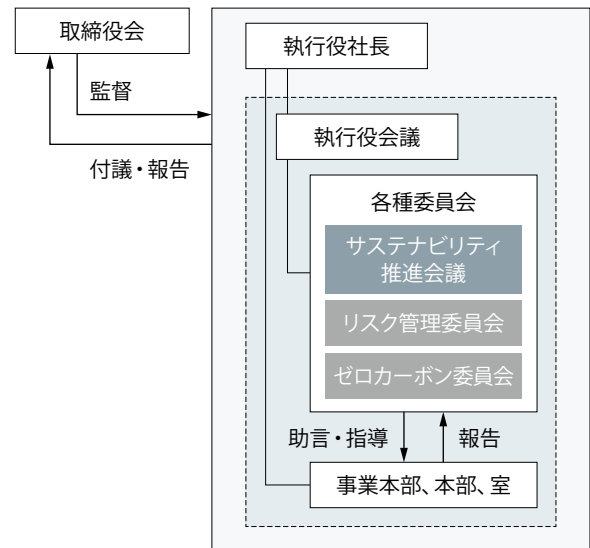 取締役会
執行役社長
監督
付議・報告
執行役会議
各種委員会
サステナビリティ
推進会議
リスク管理委員会
ゼロカーボン委員会
助言・指導
報告
事業本部、本部、室